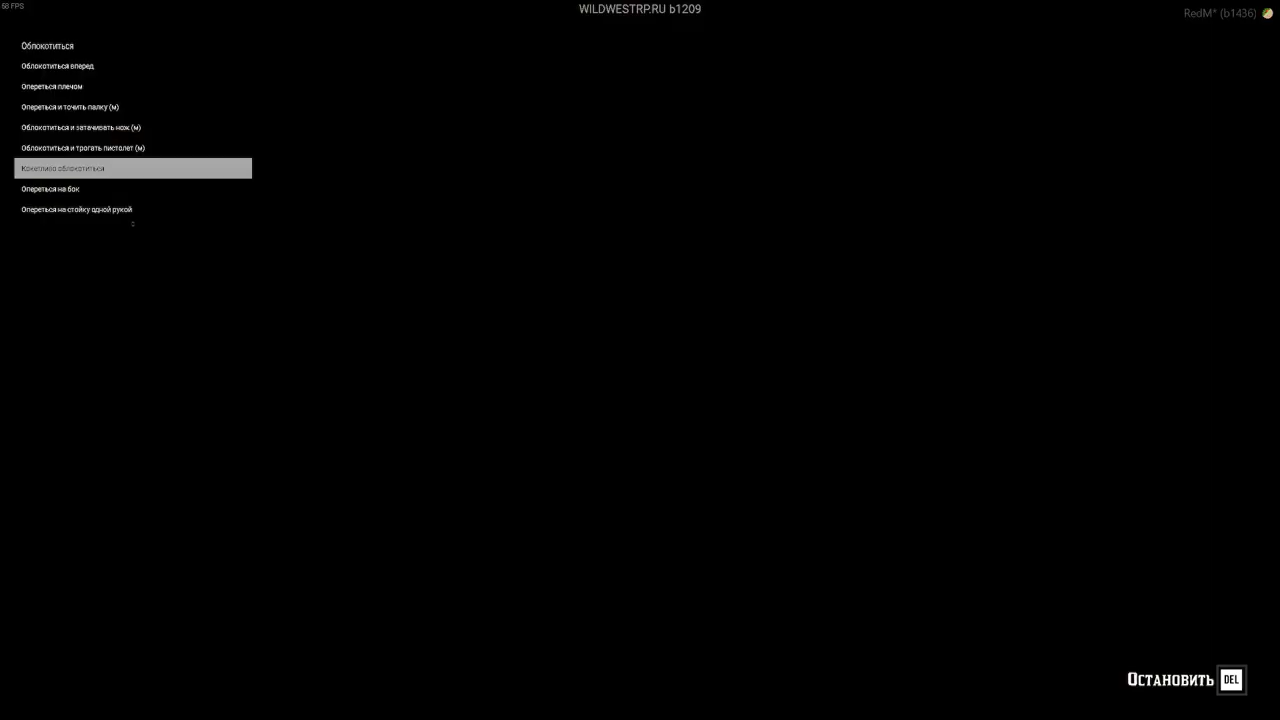 58 FPS
WILDWESTRP.RU b1209
RedM* (b1436)
Облокотиться
Облокотиться вперед
Опереться плечом
Опереться и точить палку (м)
Облокотиться и затачивать нож (м)
Облокотиться и трогать пистолет (м)
Кокетливо облокотиться
Опереться на бок
Опереться на стойку одной рукой
Остановить DEL